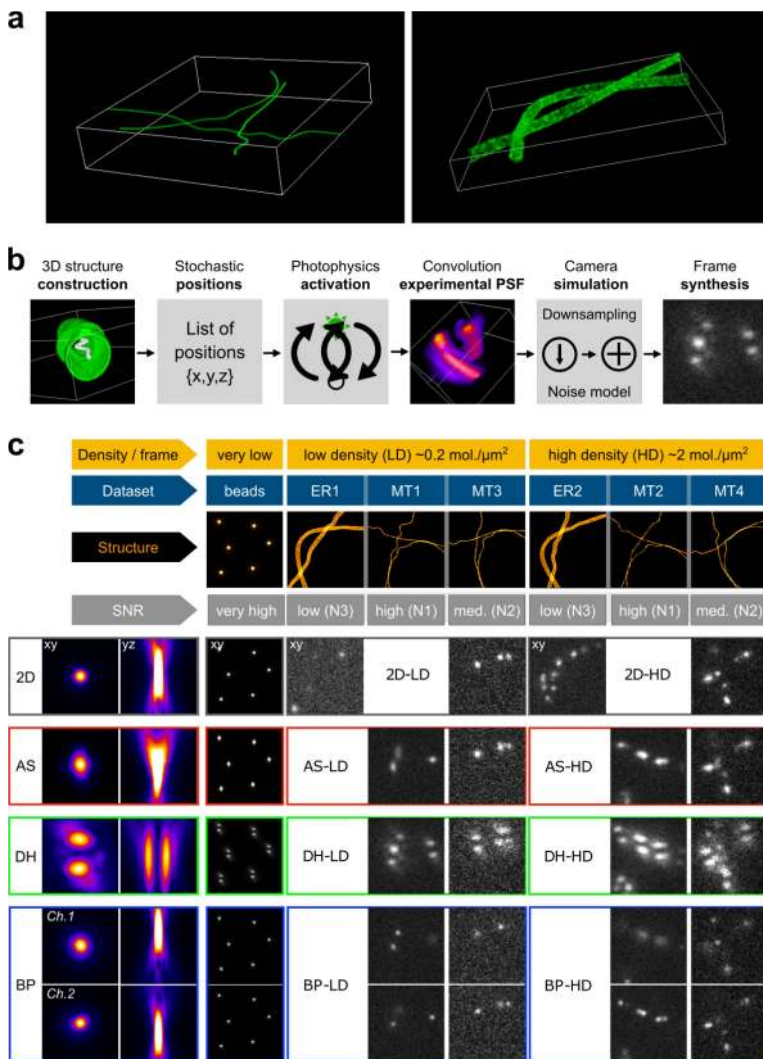 a
b
3D structure
construction
Stochastic
positions
Photophysics
activation
Convolution
experimental PSF
Camera
simulation
Frame
synthesis
List of
positions
{x,y,z}
Downsampling
Noise model
c
Density / frame
very low
low density (LD) ~0.2 mol./µm²
high density (HD) ~2 mol./µm²
Dataset
beads
ER1
MT1
MT3
ER2
MT2
MT4
Structure
SNR
very high
low (N3)
high (N1)
med. (N2)
low (N3)
high (N1)
med. (N2)
2D
xy
yz
xy
xy
2D-LD
xy
2D-HD
AS
AS-LD
AS-HD
DH
DH-LD
DH-HD
BP
Ch.1
Ch.2
BP-LD
BP-HD